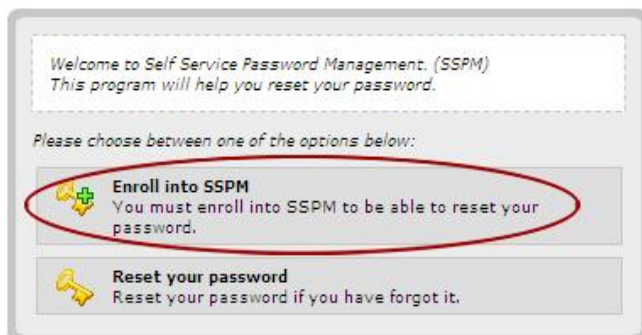 Welcome to Self Service Password Management. (SSPM)
This program will help you reset your password.
Please choose between one of the options below:
Enroll into SSPM
You must enroll into SSPM to be able to reset your
password.
Reset your password
Reset your password if you have forgot it.